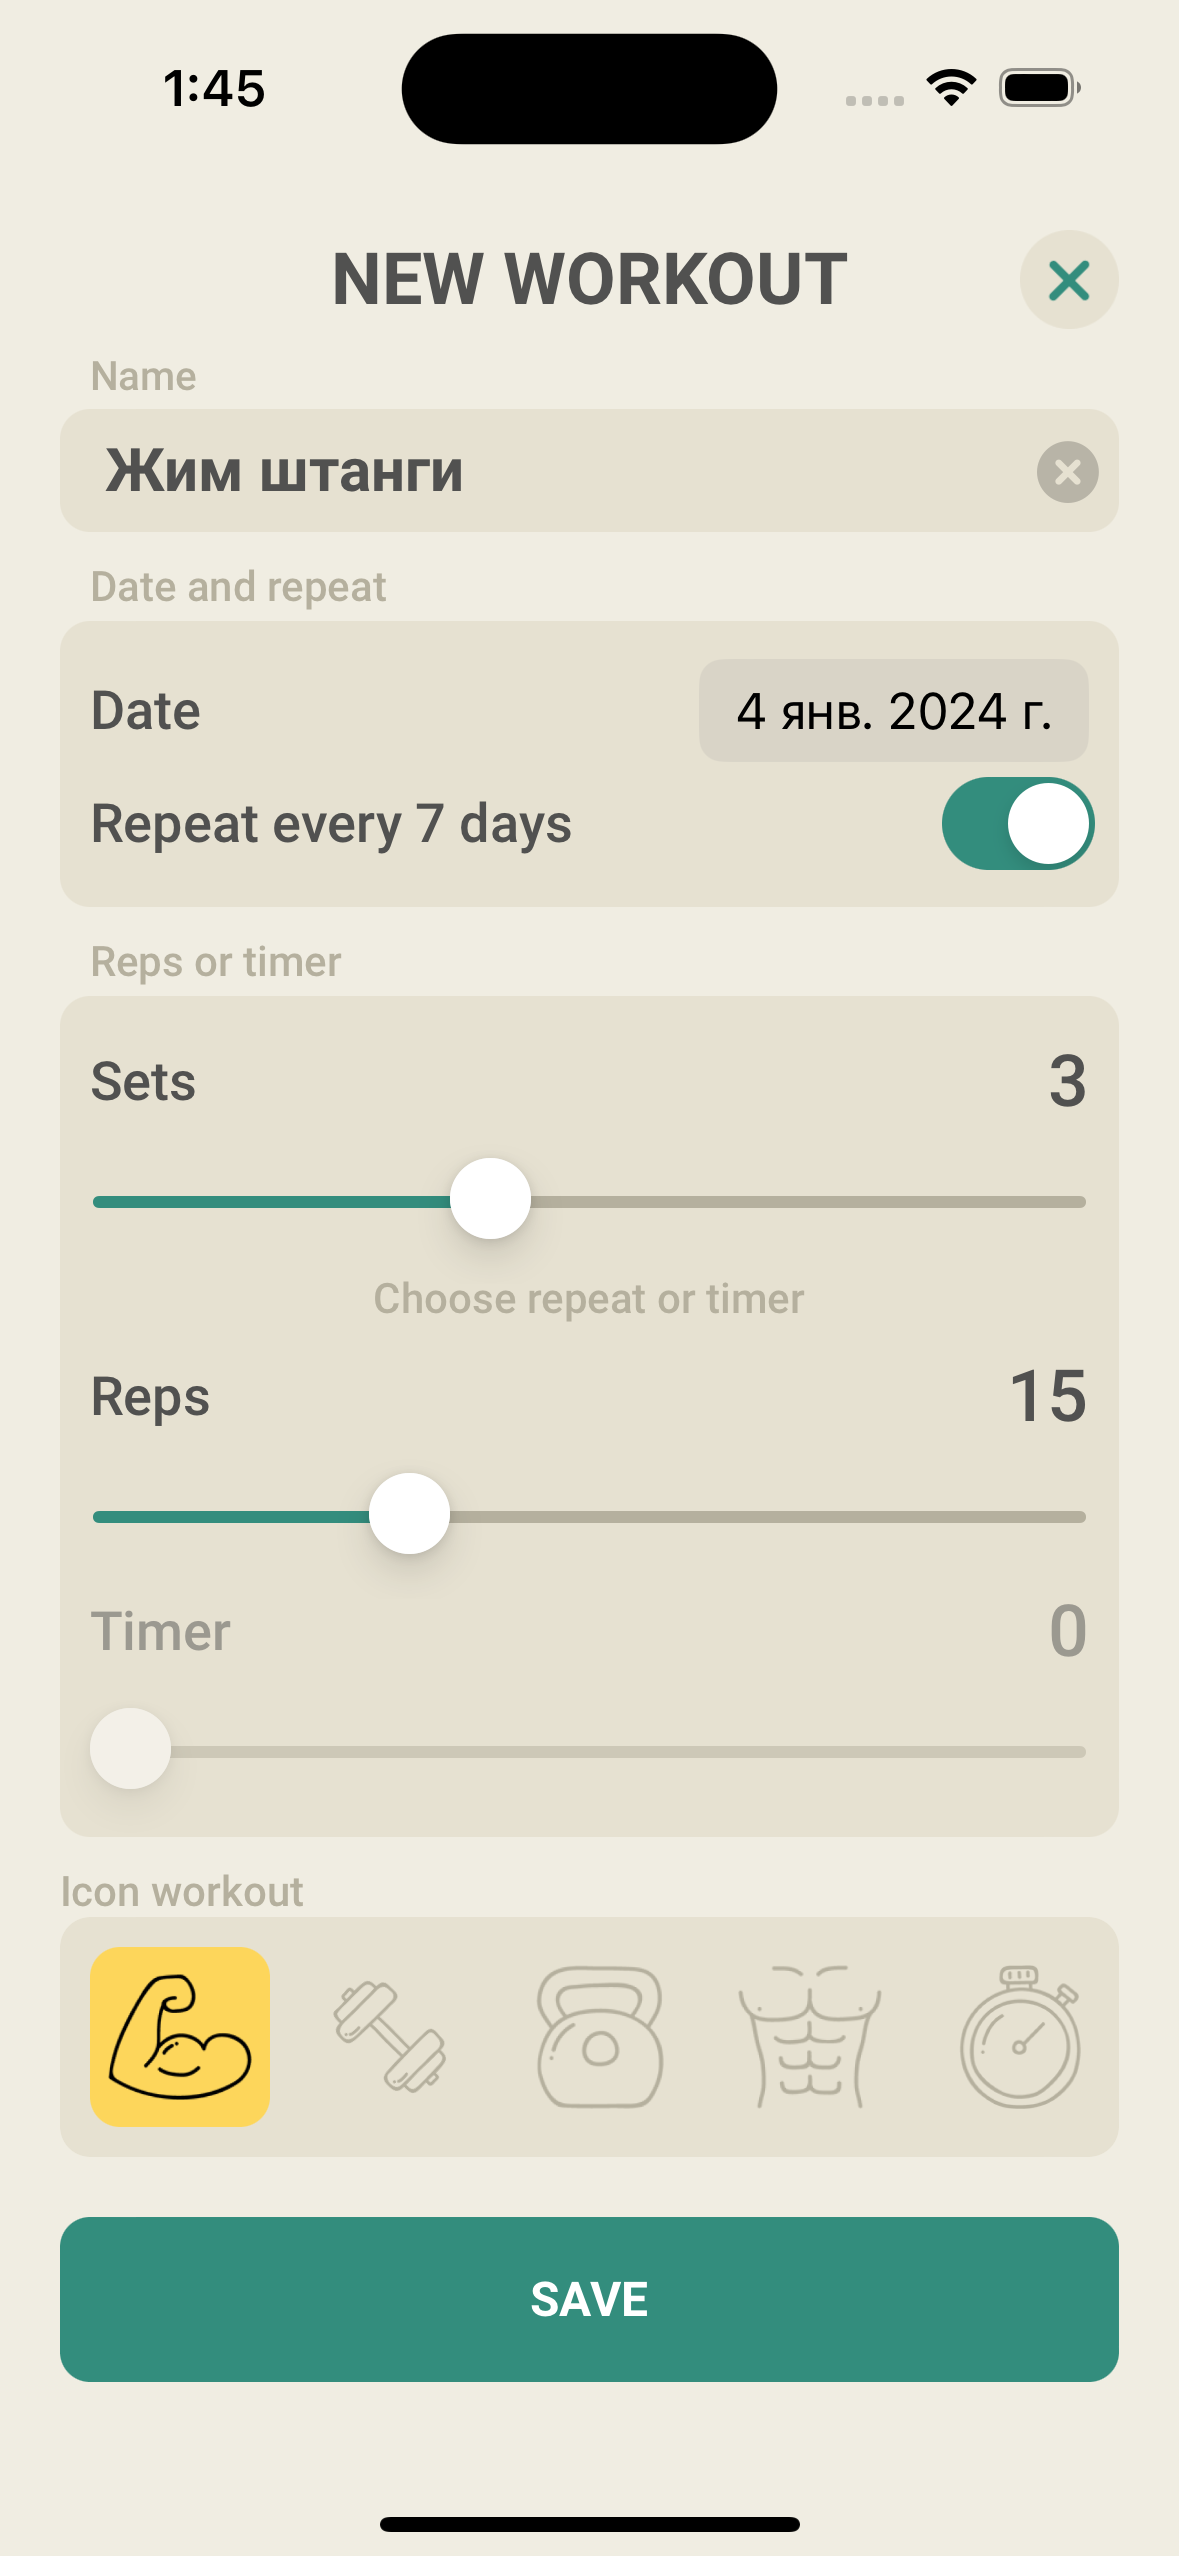 1:45
NEW WORKOUT
Name
Жим штанги
Date and repeat
Date
4 янв. 2024 г.
Repeat every 7 days
Reps or timer
Sets
3
Choose repeat or timer
Reps
15
Timer
0
Icon workout
SAVE